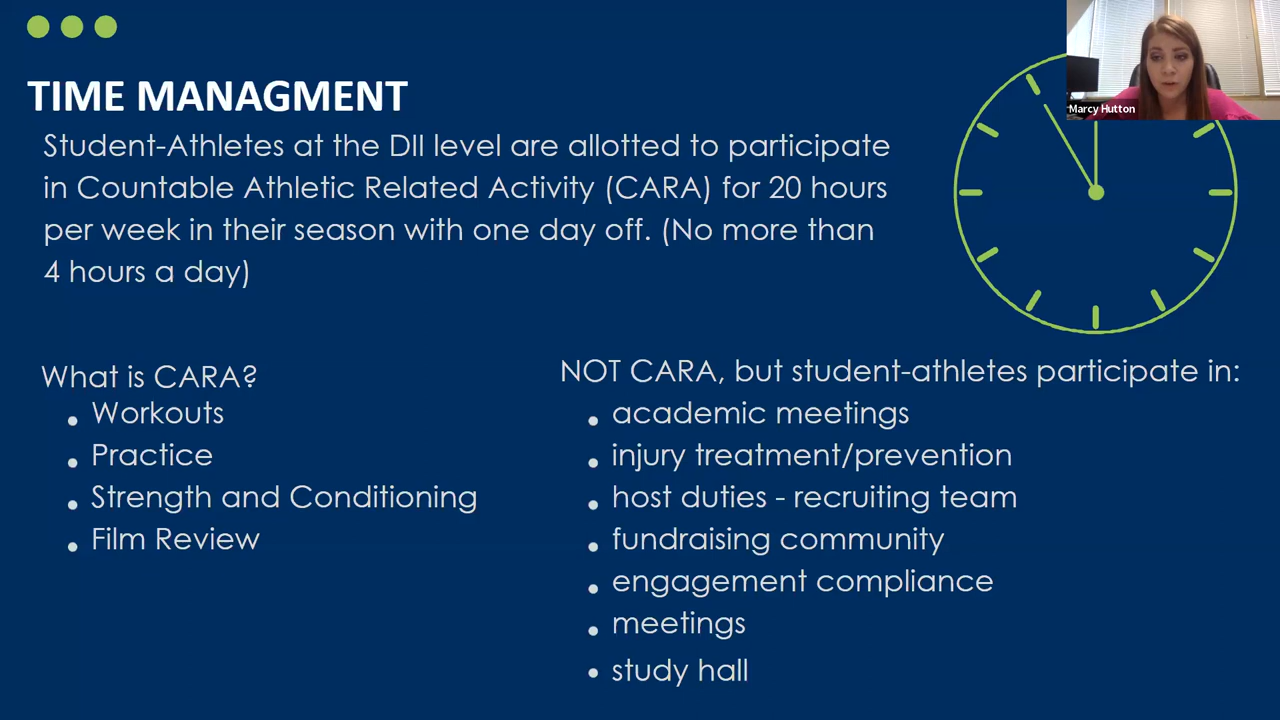 TIME MANAGMENT
Student-Athletes at the DII level are allotted to participate
in Countable Athletic Related Activity (CARA) for 20 hours
per week in their season with one day off. (No more than
4 hours a day)
Marcy Hutton
What is CARA?
• Workouts
• Practice
• Strength and Conditioning
• Film Review
NOT CARA, but student-athletes participate in:
• academic meetings
• injury treatment/prevention
• host duties - recruiting team
• fundraising community
• engagement compliance
• meetings
• study hall